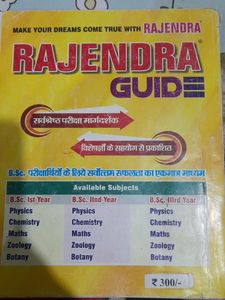 MAKE YOUR DREAMS COME TRUE WITH RAJENDRA®
RAJENDRA®
GUIDE
सर्वश्रेष्ठ परीक्षा मार्गदर्शक
विशेषज्ञों के सहयोग से प्रकाशित
B.Sc. परीक्षार्थियों के लिये सर्वोत्तम सफलता का एकमात्र माध्यम
Available Subjects
B.Sc. Ist Year B.Sc. IInd Year B.Sc. IIIrd Year
Physics Physics Physics
Chemistry Chemistry Chemistry
Maths Maths Maths
Zoology Zoology Zoology
Botany Botany Botany
₹ 300/-